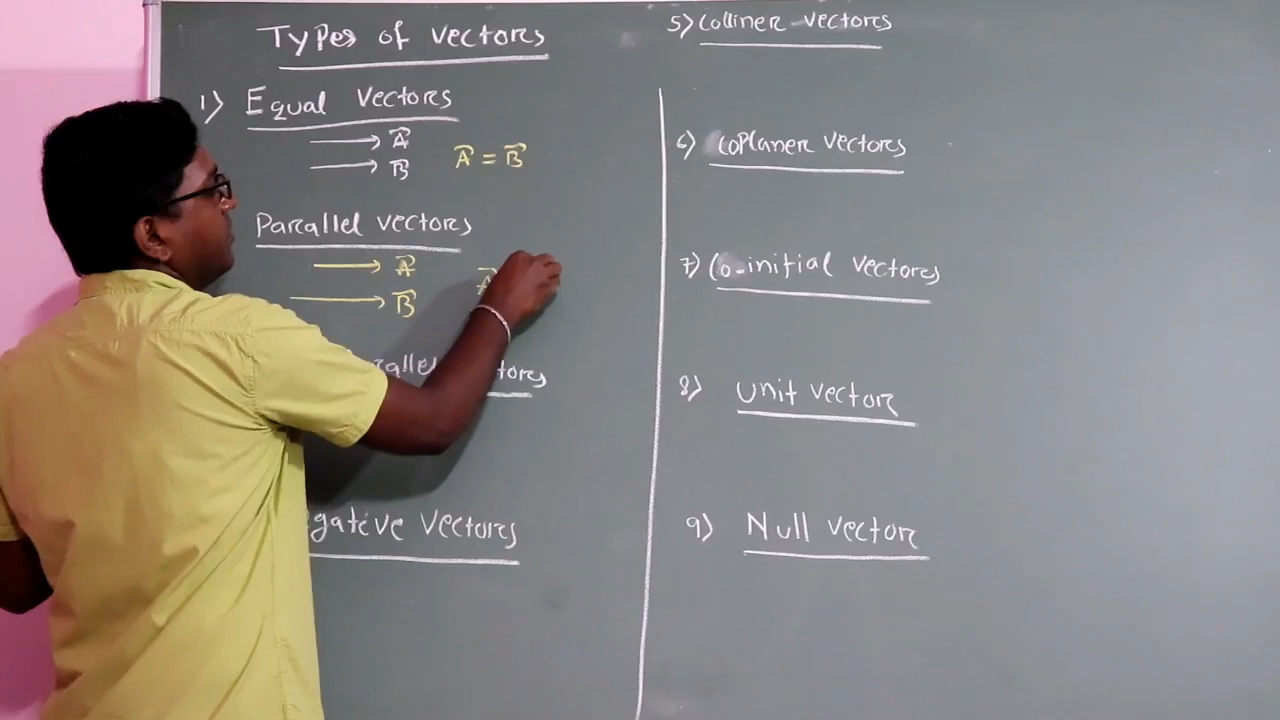 Types of vectors
1) Equal Vectors
→ A⃗
→ B⃗ A⃗ = B⃗
Parallel vectors
→ A⃗
→ B⃗
gative Vectors
5) Colliner vectors
6) Coplaner Vectors
7) Co-initial Vectors
8) Unit vector
9) Null vector